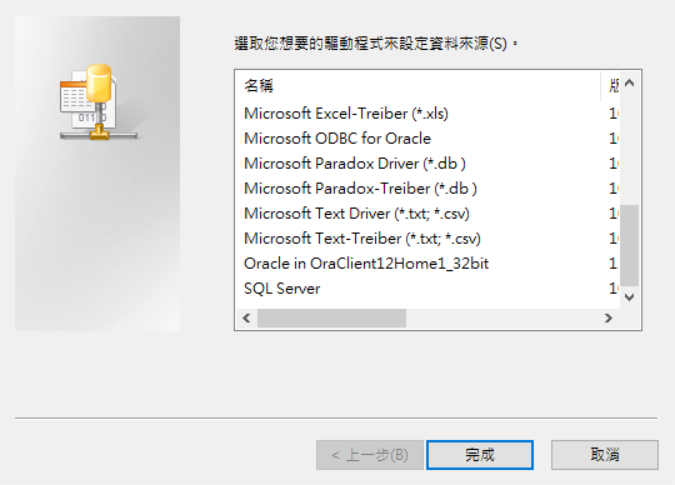 選取您想要的驅動程式來設定資料來源(S)。
名稱
Microsoft Excel-Treiber (*.xls)
Microsoft ODBC for Oracle
Microsoft Paradox Driver (*.db )
Microsoft Paradox-Treiber (*.db )
Microsoft Text Driver (*.txt; *.csv)
Microsoft Text-Treiber (*.txt; *.csv)
Oracle in OraClient12Home1_32bit
SQL Server
< 上一步(B) 完成 取消